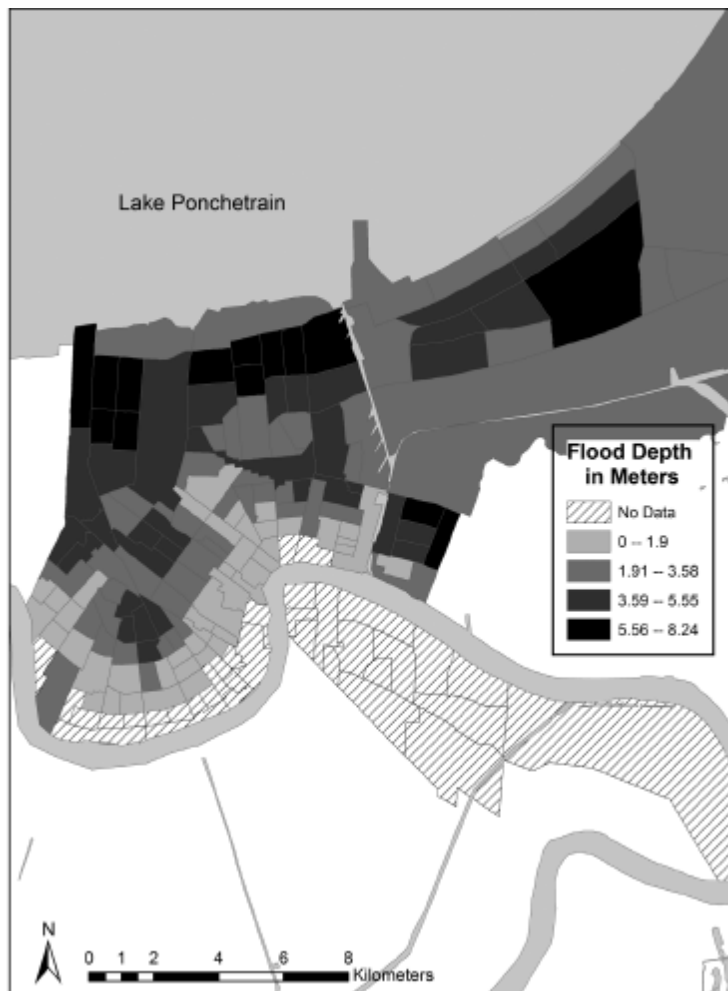 Lake Ponchetrain
Flood Depth
in Meters
No Data
0 -- 1.9
1.91 -- 3.58
3.59 -- 5.55
5.56 -- 8.24
N
0 1 2 4 6 8
Kilometers